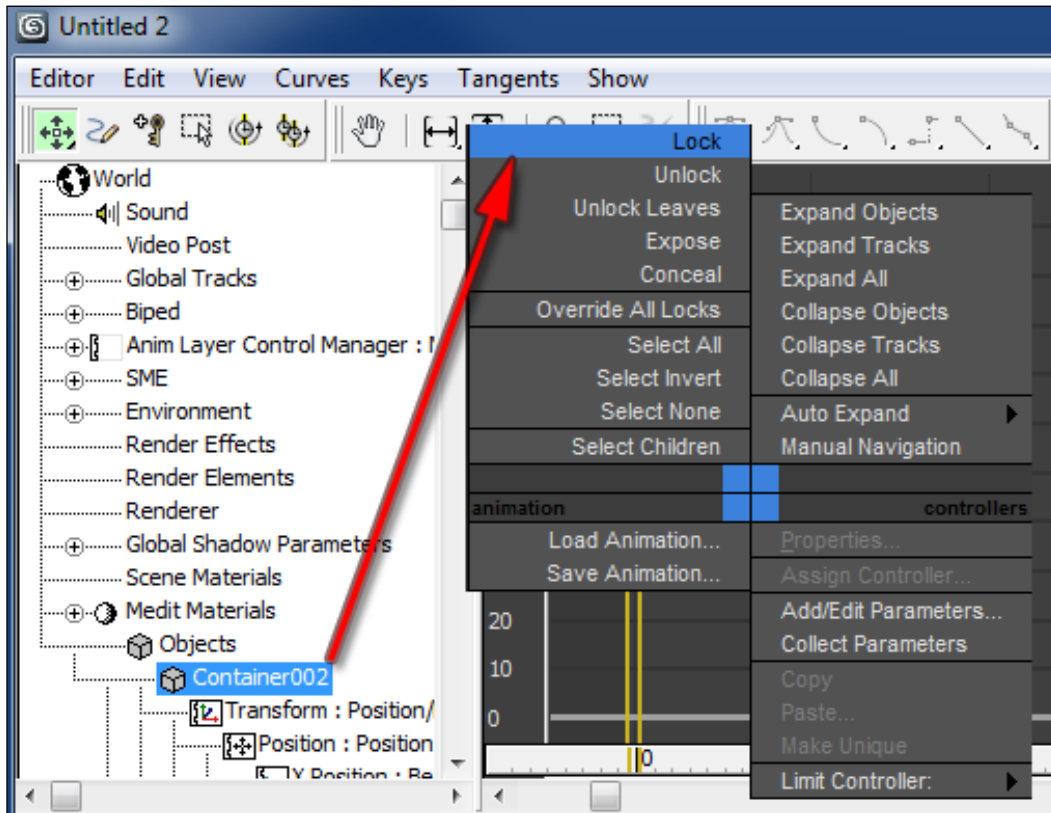 Untitled 2
Editor Edit View Curves Keys Tangents Show
World
Sound
Video Post
Global Tracks
Biped
Anim Layer Control Manager :
SME
Environment
Render Effects
Render Elements
Renderer
Global Shadow Parameters
Scene Materials
Medit Materials
Objects
Container002
Transform : Position/
Position : Position
X Position : Be
Lock
Unlock
Unlock Leaves
Expose
Conceal
Override All Locks
Select All
Select Invert
Select None
Select Children
animation
Load Animation...
Save Animation...
Expand Objects
Expand Tracks
Expand All
Collapse Objects
Collapse Tracks
Collapse All
Auto Expand
Manual Navigation
controllers
Properties...
Assign Controller...
Add/Edit Parameters...
Collect Parameters
Copy
Paste...
Make Unique
Limit Controller:
20
10
0
0